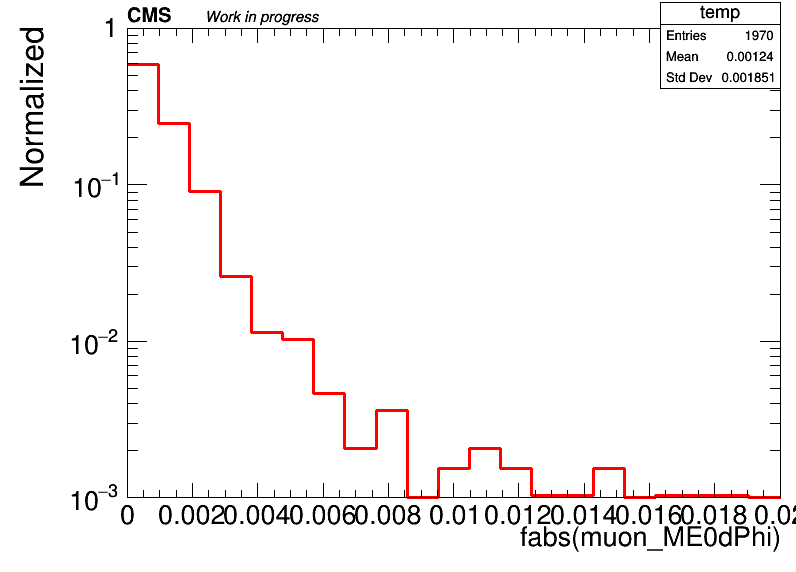 CMS Work in progress
temp
Entries 1970
Mean 0.00124
Std Dev 0.001851
Normalized
1
10−1
10−2
10−3
0 0.002 0.004 0.006 0.008 0.01 0.012 0.014 0.016 0.018 0.02
fabs(muon_ME0dPhi)